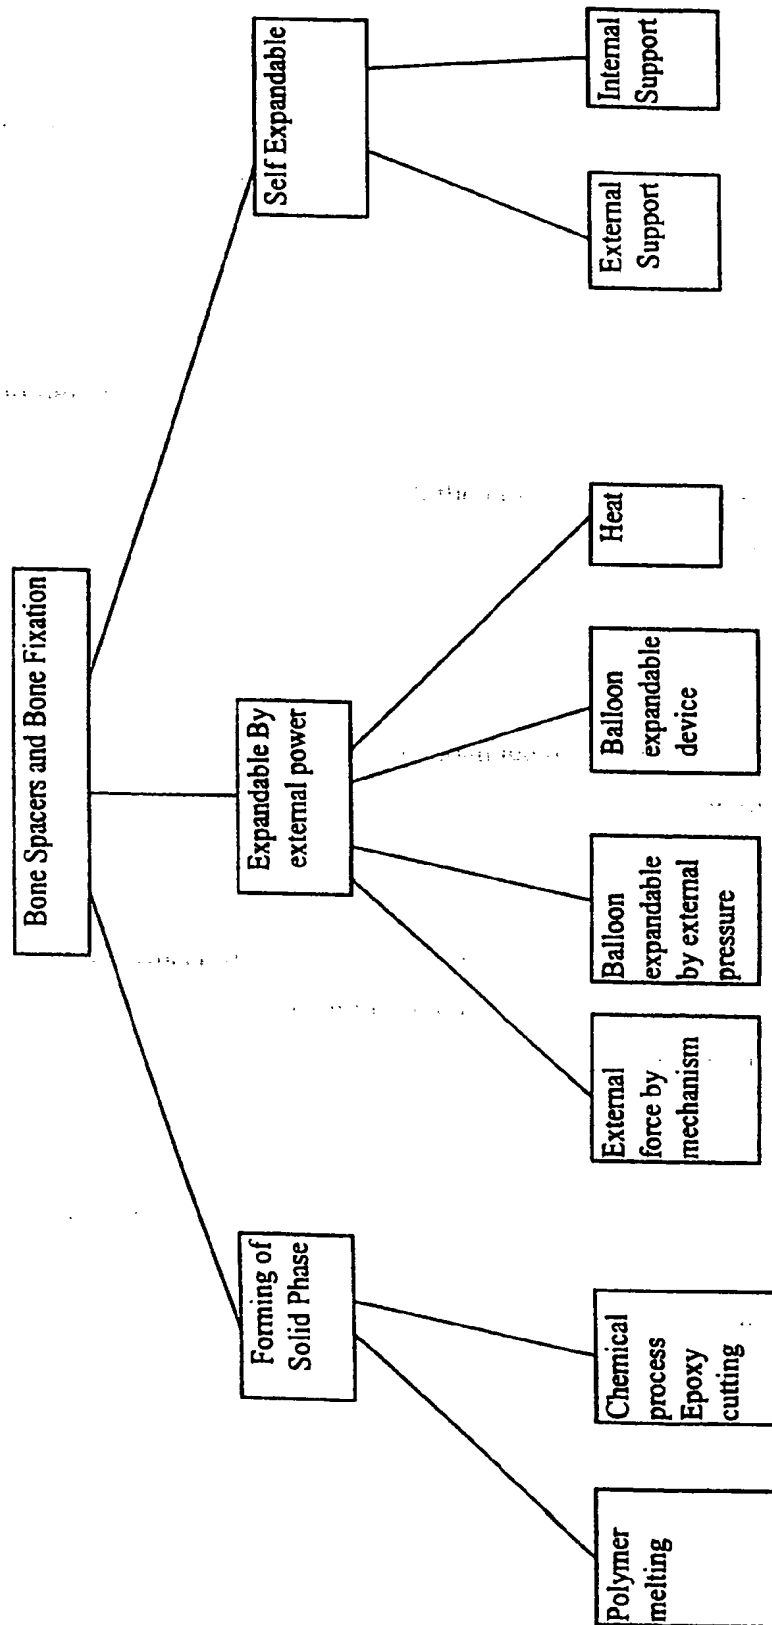 Bone Spacers and Bone Fixation
Forming of
Solid Phase
Expandable By
external power
Self Expandable
Polymer
melting
Chemical
process
Epoxy
cutting
External
force by
mechanism
Balloon
expandable
by external
pressure
Balloon
expandable
device
Heat
External
Support
Internal
Support